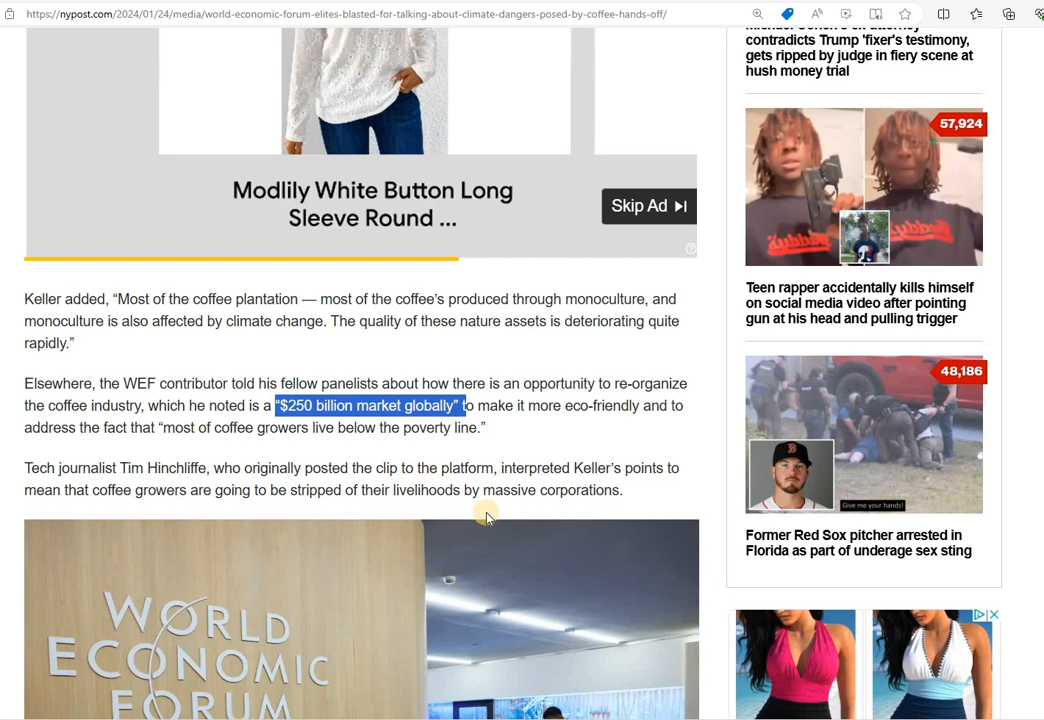 https://nypost.com/2024/01/24/media/world-economic-forum-elites-blasted-for-talking-about-climate-dangers-posed-by-coffee-hands-off/
Modlily White Button Long
Sleeve Round ...
Skip Ad
Keller added, “Most of the coffee plantation — most of the coffee’s produced through monoculture, and
monoculture is also affected by climate change. The quality of these nature assets is deteriorating quite
rapidly.”
Elsewhere, the WEF contributor told his fellow panelists about how there is an opportunity to re-organize
the coffee industry, which he noted is a “$250 billion market globally” to make it more eco-friendly and to
address the fact that “most of coffee growers live below the poverty line.”
Tech journalist Tim Hinchliffe, who originally posted the clip to the platform, interpreted Keller’s points to
mean that coffee growers are going to be stripped of their livelihoods by massive corporations.
WORLD
ECONOMIC
FORUM
contradicts Trump 'fixer's testimony,
gets ripped by judge in fiery scene at
hush money trial
57,924
Teen rapper accidentally kills himself
on social media video after pointing
gun at his head and pulling trigger
48,186
Give me your hands!
Former Red Sox pitcher arrested in
Florida as part of underage sex sting